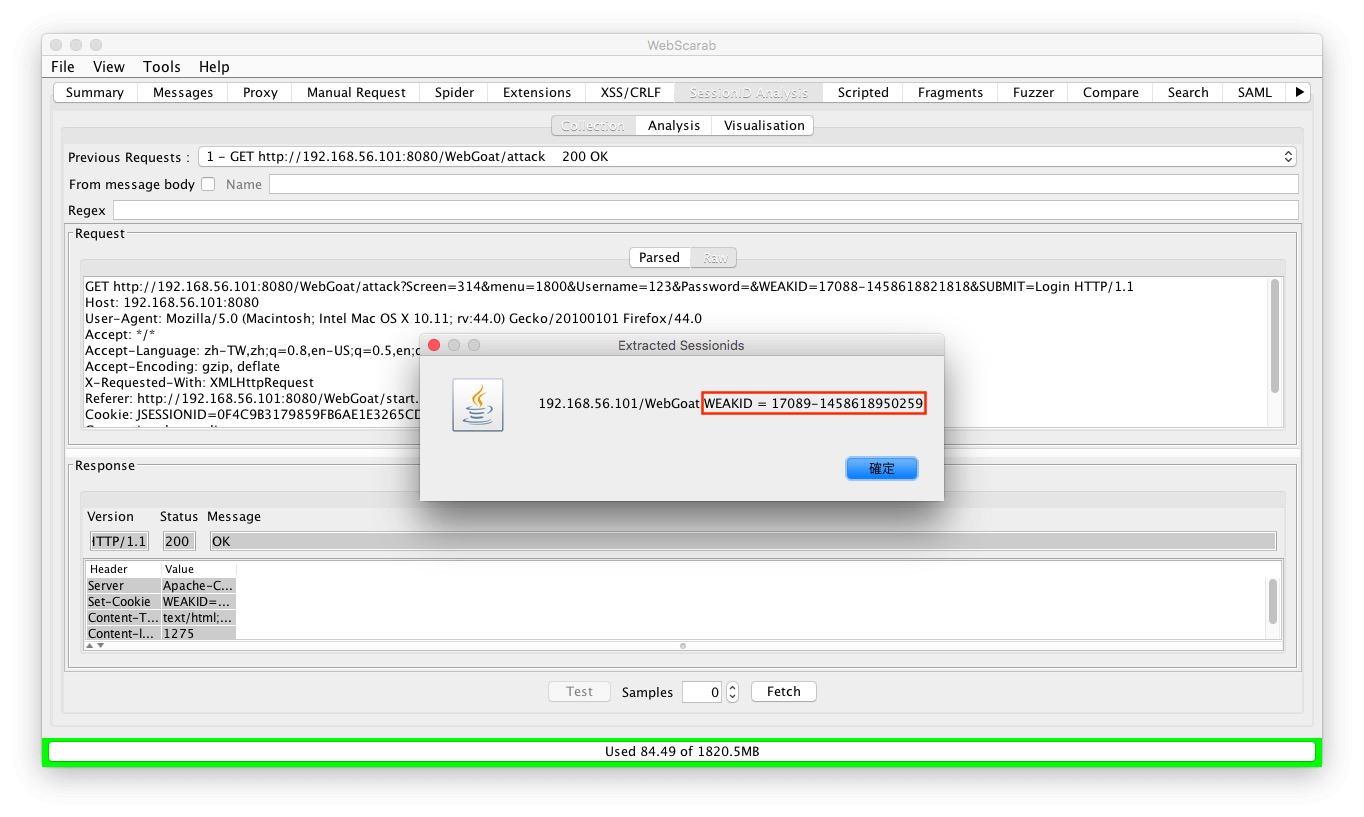 WebScarab
File View Tools Help
Summary Messages Proxy Manual Request Spider Extensions XSS/CRLF SessionID Analysis Scripted Fragments Fuzzer Compare Search SAML
Collection Analysis Visualisation
Previous Requests : 1 - GET http://192.168.56.101:8080/WebGoat/attack 200 OK
From message body Name
Regex
Request
Parsed Raw
GET http://192.168.56.101:8080/WebGoat/attack?Screen=314&menu=1800&Username=123&Password=&WEAKID=17088-1458618821818&SUBMIT=Login HTTP/1.1
Host: 192.168.56.101:8080
User-Agent: Mozilla/5.0 (Macintosh; Intel Mac OS X 10.11; rv:44.0) Gecko/20100101 Firefox/44.0
Accept: */*
Accept-Language: zh-TW,zh;q=0.8,en-US;q=0.5,en;
Accept-Encoding: gzip, deflate
X-Requested-With: XMLHttpRequest
Referer: http://192.168.56.101:8080/WebGoat/start.
Cookie: JSESSIONID=0F4C9B3179859FB6AE1E3265CD
Extracted Sessionids
192.168.56.101/WebGoat WEAKID = 17089-1458618950259
確定
Response
Version Status Message
HTTP/1.1 200 OK
Header Value
Server Apache-C...
Set-Cookie WEAKID=...
Content-T... text/html;...
Content-l... 1275
Test Samples 0 Fetch
Used 84.49 of 1820.5MB